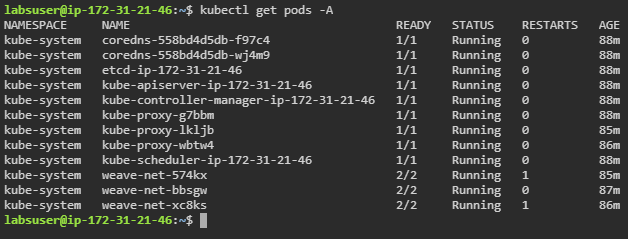 labsuser@ip-172-31-21-46:~$ kubectl get pods -A
NAMESPACE NAME READY STATUS RESTARTS AGE
kube-system coredns-558bd4d5db-f97c4 1/1 Running 0 88m
kube-system coredns-558bd4d5db-wj4m9 1/1 Running 0 88m
kube-system etcd-ip-172-31-21-46 1/1 Running 0 88m
kube-system kube-apiserver-ip-172-31-21-46 1/1 Running 0 88m
kube-system kube-controller-manager-ip-172-31-21-46 1/1 Running 0 88m
kube-system kube-proxy-g7bbm 1/1 Running 0 88m
kube-system kube-proxy-lkljb 1/1 Running 0 85m
kube-system kube-proxy-wbtw4 1/1 Running 0 86m
kube-system kube-scheduler-ip-172-31-21-46 1/1 Running 0 88m
kube-system weave-net-574kx 2/2 Running 1 85m
kube-system weave-net-bbsgw 2/2 Running 0 87m
kube-system weave-net-xc8ks 2/2 Running 1 86m
labsuser@ip-172-31-21-46:~$